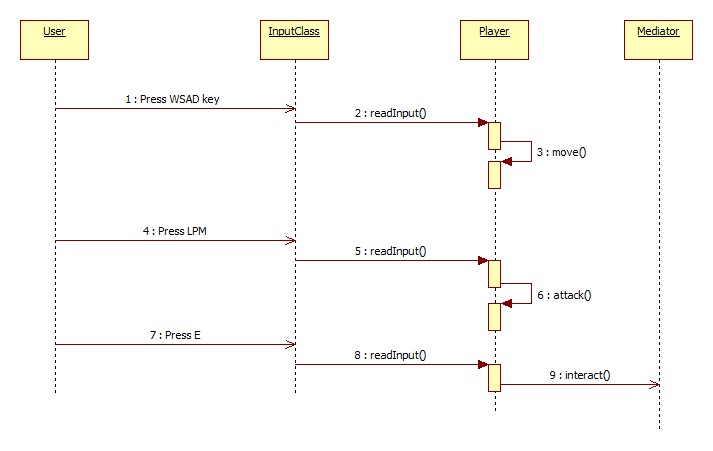 User
InputClass
Player
Mediator
1 : Press WSAD key
2 : readInput()
3 : move()
4 : Press LPM
5 : readInput()
6 : attack()
7 : Press E
8 : readInput()
9 : interact()